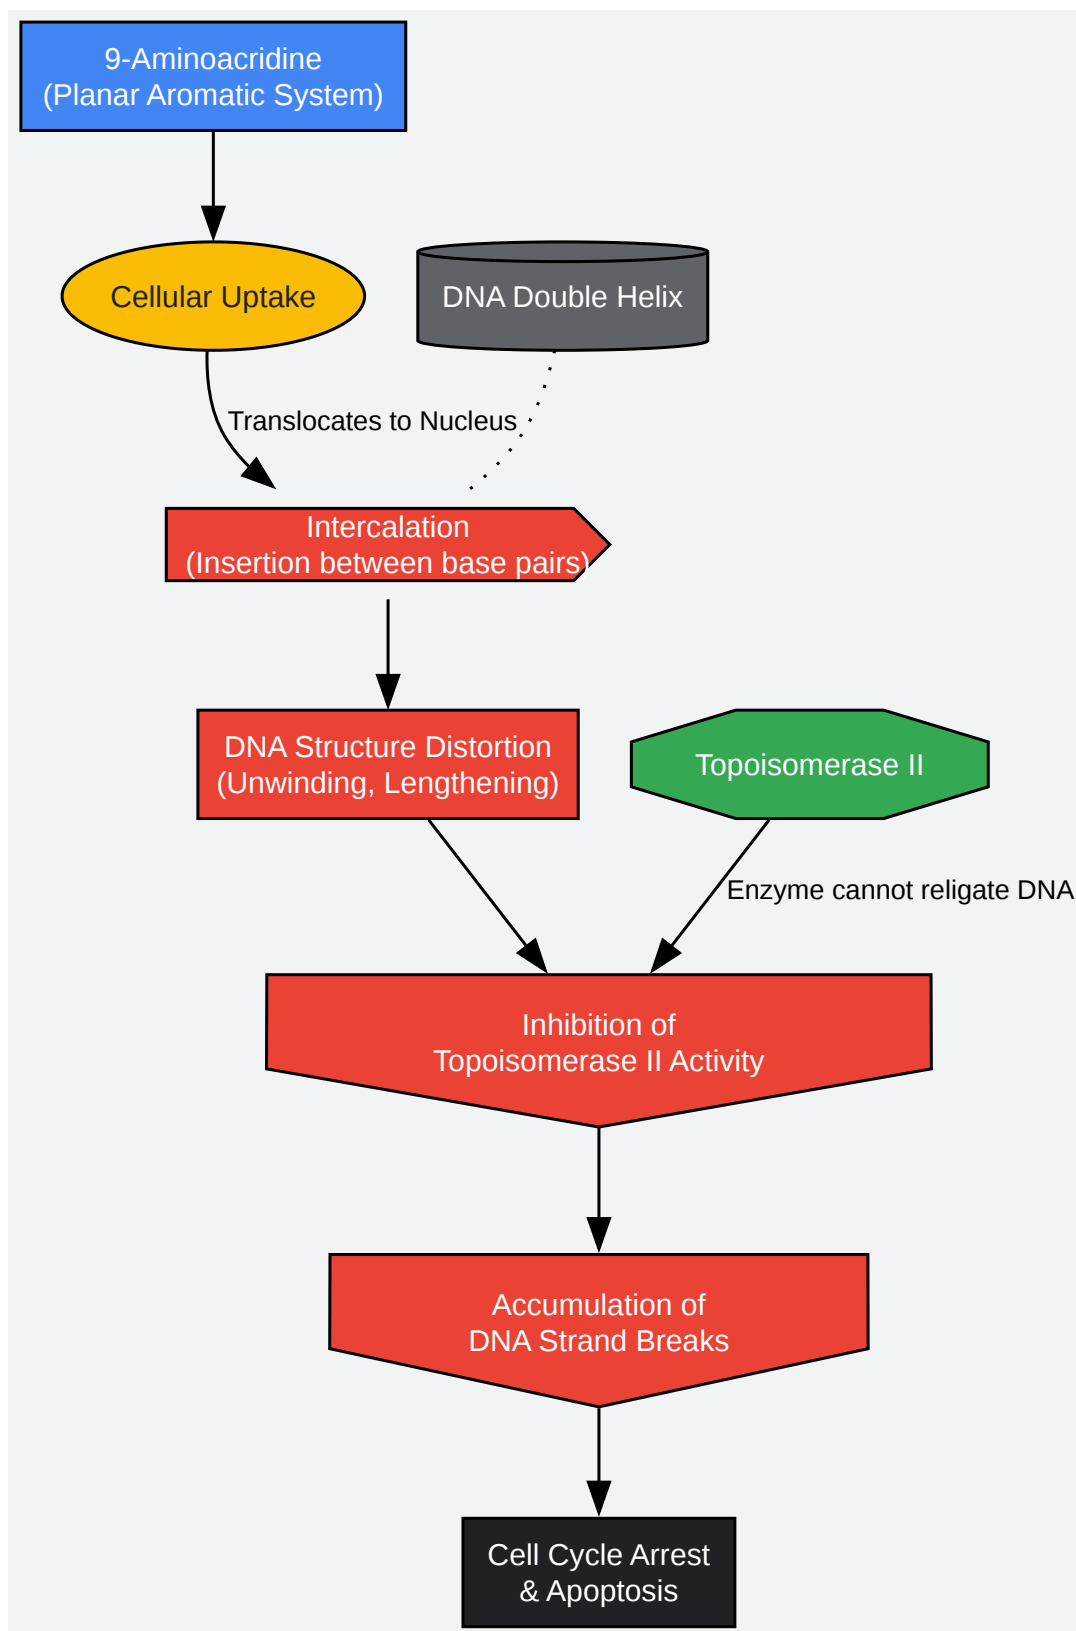 9-Aminoacridine
(Planar Aromatic System)
Cellular Uptake
DNA Double Helix
Translocates to Nucleus
Intercalation
(Insertion between base pairs)
DNA Structure Distortion
(Unwinding, Lengthening)
Topoisomerase II
Enzyme cannot religate DNA
Inhibition of
Topoisomerase II Activity
Accumulation of
DNA Strand Breaks
Cell Cycle Arrest
& Apoptosis